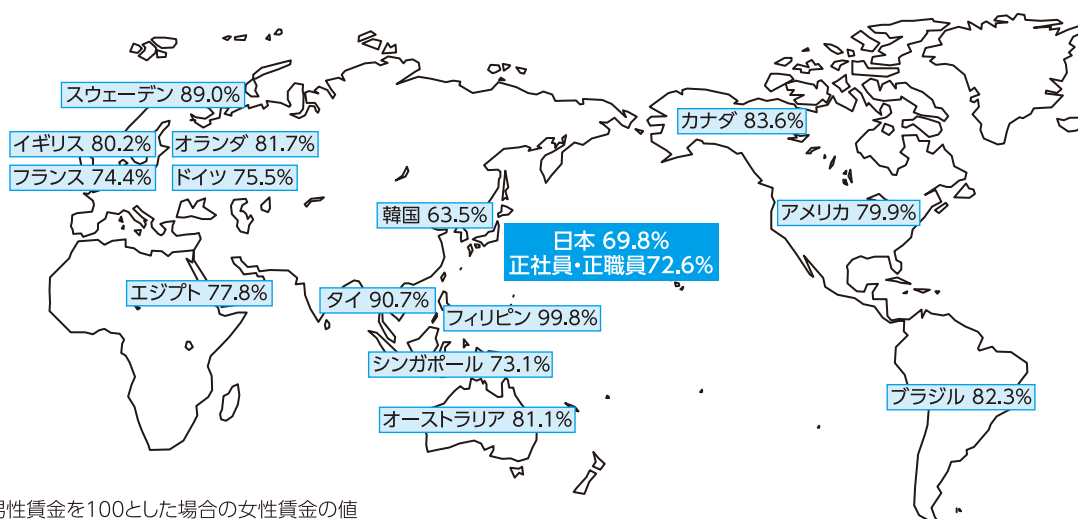 スウェーデン 89.0%
イギリス 80.2%
オランダ 81.7%
フランス 74.4%
ドイツ 75.5%
カナダ 83.6%
韓国 63.5%
アメリカ 79.9%
日本 69.8%
正社員・正職員72.6%
エジプト 77.8%
タイ 90.7%
フィリピン 99.8%
シンガポール 73.1%
ブラジル 82.3%
オーストラリア 81.1%
男性賃金を100とした場合の女性賃金の値